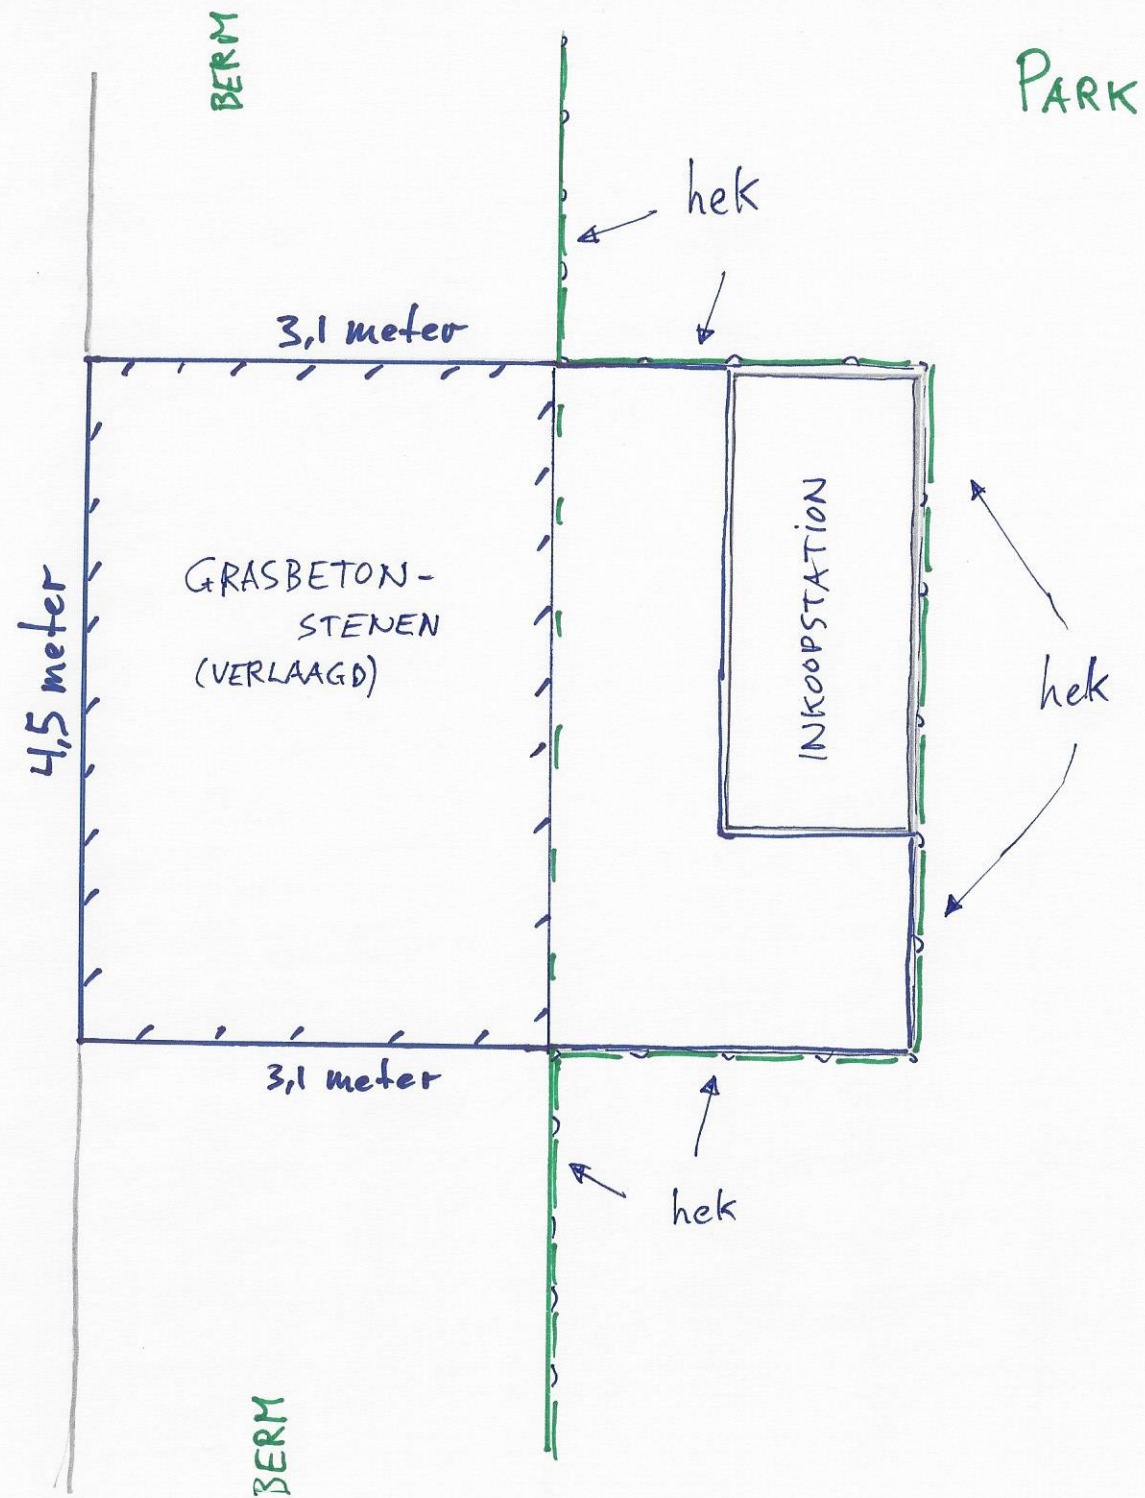 BERM
PARK
hek
3,1 meter
GRASBETON-
STENEN
(VERLAAGD)
4,5 meter
INKOOPSTATION
hek
3,1 meter
hek
BERM